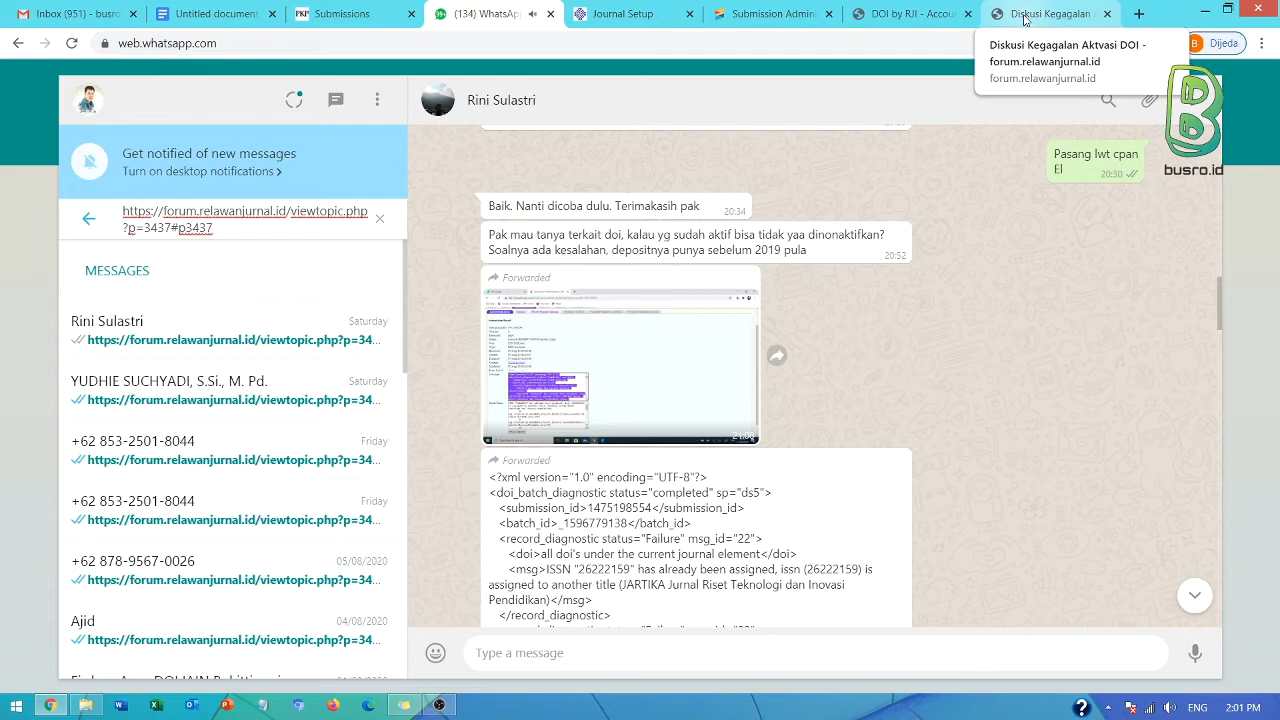 Inbox (951) - busro
Untitled document
FKP Submissions
(134) WhatsApp
Journal Setup
Submission Admin
DOI by RJI - Accou
Diskusi Kegagalan
web.whatsapp.com
Dijeda
Diskusi Kegagalan Aktvasi DOI -
forum.relawanjurnal.id
forum.relawanjurnal.id
busro.id
Get notified of new messages
Turn on desktop notifications >
https://forum.relawanjurnal.id/viewtopic.php
?p=3437#p3437
MESSAGES
Rini Sulastri
Saturday
https://forum.relawanjurnal.id/viewtopic.php?p=34...
Saturday
https://forum.relawanjurnal.id/viewtopic.php?p=34...
+62 853-2501-8044
Friday
https://forum.relawanjurnal.id/viewtopic.php?p=34...
+62 853-2501-8044
Friday
https://forum.relawanjurnal.id/viewtopic.php?p=34...
+62 878-9567-0026
05/08/2020
https://forum.relawanjurnal.id/viewtopic.php?p=34...
Ajid
04/08/2020
https://forum.relawanjurnal.id/viewtopic.php?p=34...
Rini Sulastri
Pasang lwt cpan
El
20:30
Baik. Nanti dicoba dulu. Terimakasih pak
20:34
Pak mau tanya terkait doi, kalau yg sudah aktif bisa tidak yaa dinonaktifkan?
Soalnya ada kesalahan, depositnya punya sebelum 2019 pula
20:52
Forwarded
21:08
Forwarded
<?xml version="1.0" encoding="UTF-8"?>
<doi_batch_diagnostic status="completed" sp="ds5">
<submission_id>1475198554</submission_id>
<batch_id>_1596779138</batch_id>
<record_diagnostic status="Failure" msg_id="22">
<doi>all doi's under the current journal element</doi>
<msg>ISSN "26222159" has already been assigned, issn (26222159) is
assigned to another title (JARTIKA Jurnal Riset Teknologi dan Inovasi
Pendidikan)</msg>
</record_diagnostic>
Type a message
ENG
2:01 PM